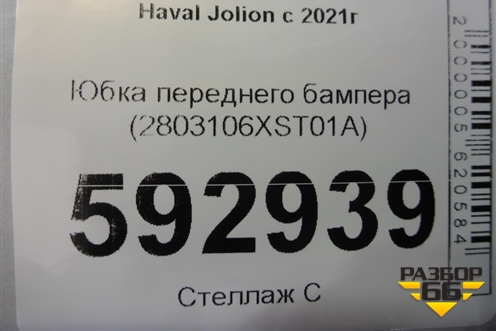 Haval Jolion с 2021г
Юбка переднего бампера
(2803106XST01A)
592939
Стеллаж С
2000005620584
РАЗБОР
66